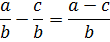 a/b − c/b = (a − c)/b